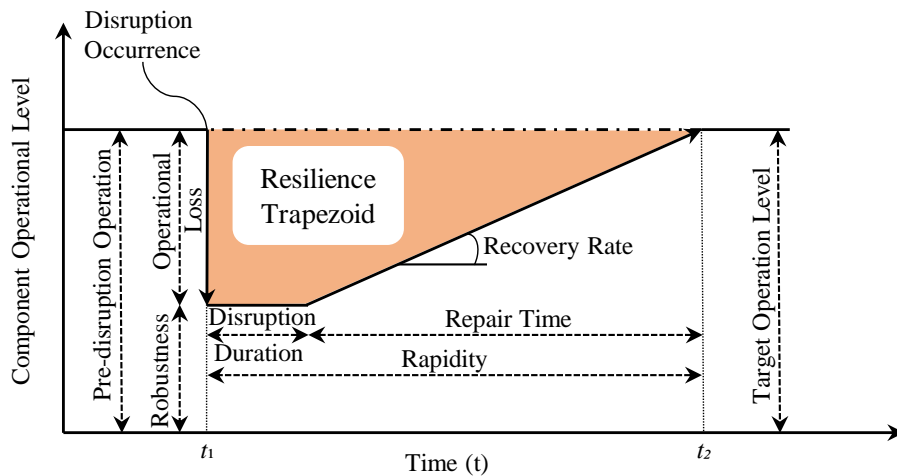 Disruption
Occurrence
Component Operational Level
Pre-disruption Operation
Operational
Loss
Robustness
Resilience
Trapezoid
Recovery Rate
Disruption
Duration
Repair Time
Rapidity
Target Operation Level
t1
t2
Time (t)